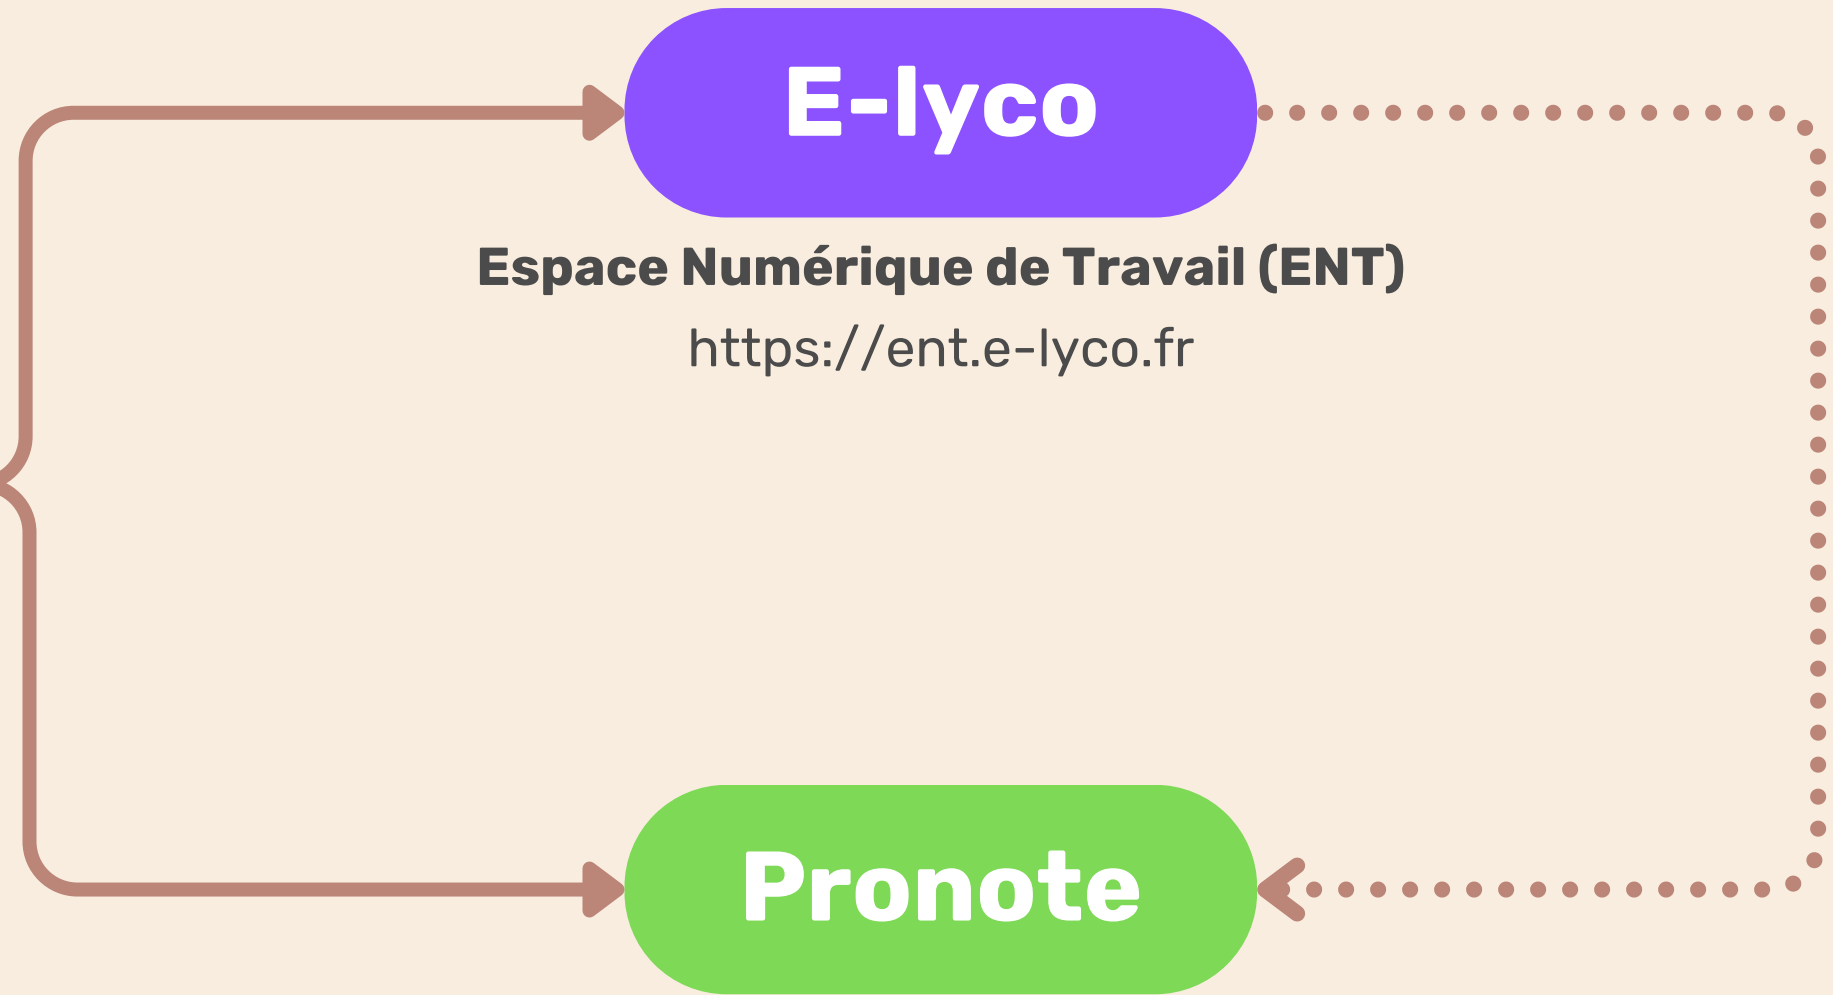 E-lyco
Espace Numérique de Travail (ENT)
https://ent.e-lyco.fr
Pronote